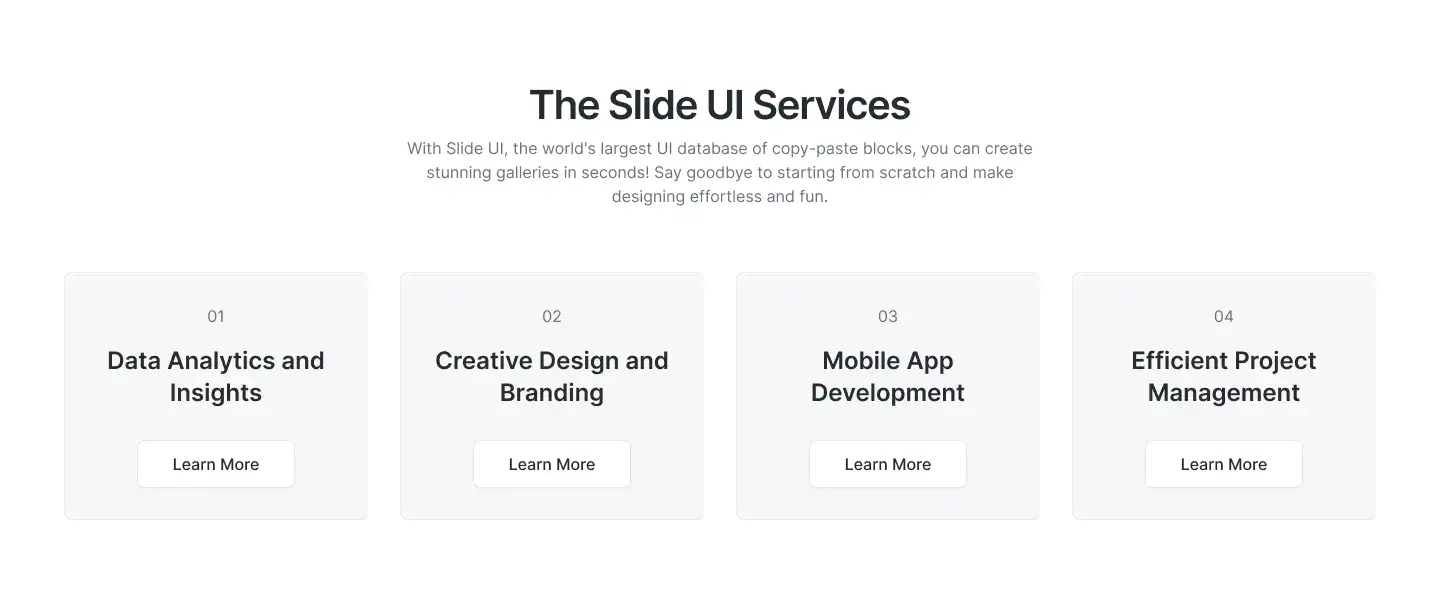 The Slide UI Services
With Slide UI, the world's largest UI database of copy-paste blocks, you can create
stunning galleries in seconds! Say goodbye to starting from scratch and make
designing effortless and fun.
01
Data Analytics and
Insights
Learn More
02
Creative Design and
Branding
Learn More
03
Mobile App
Development
Learn More
04
Efficient Project
Management
Learn More